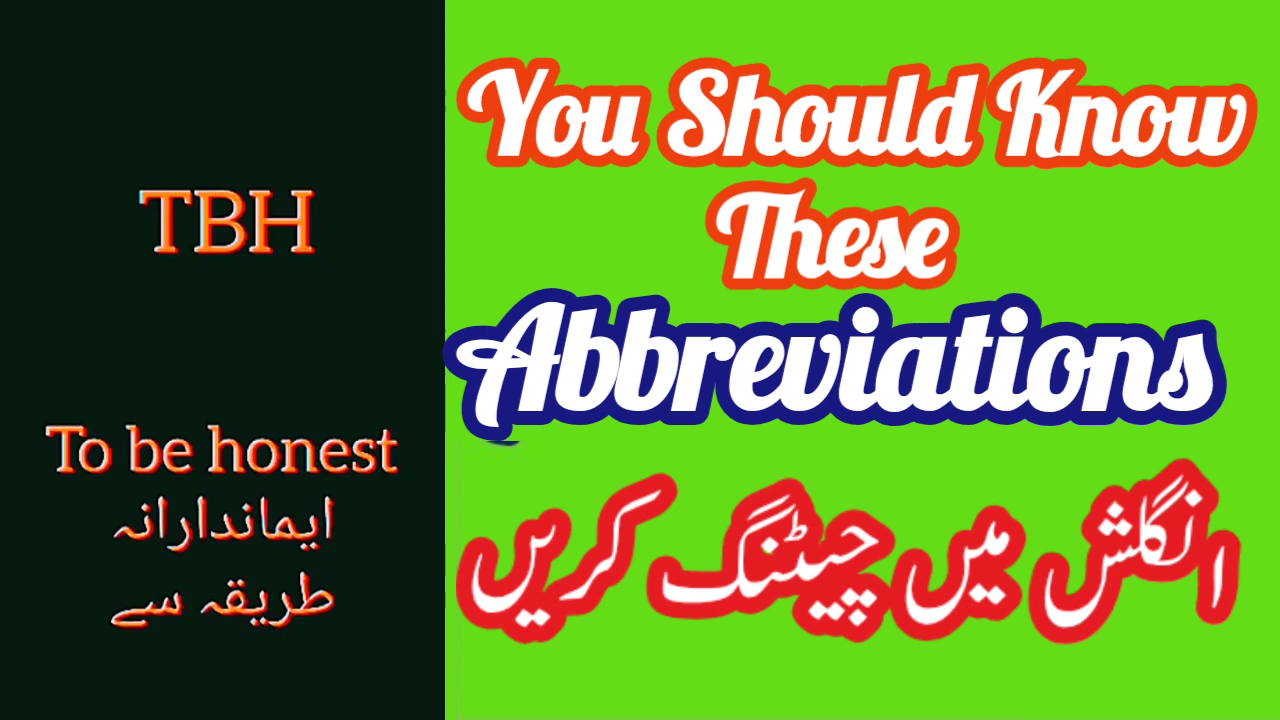 TBH
To be honest
ایماندارانہ
طریقہ سے
You Should Know
These
Abbreviations
انگلش میں چیٹنگ کریں